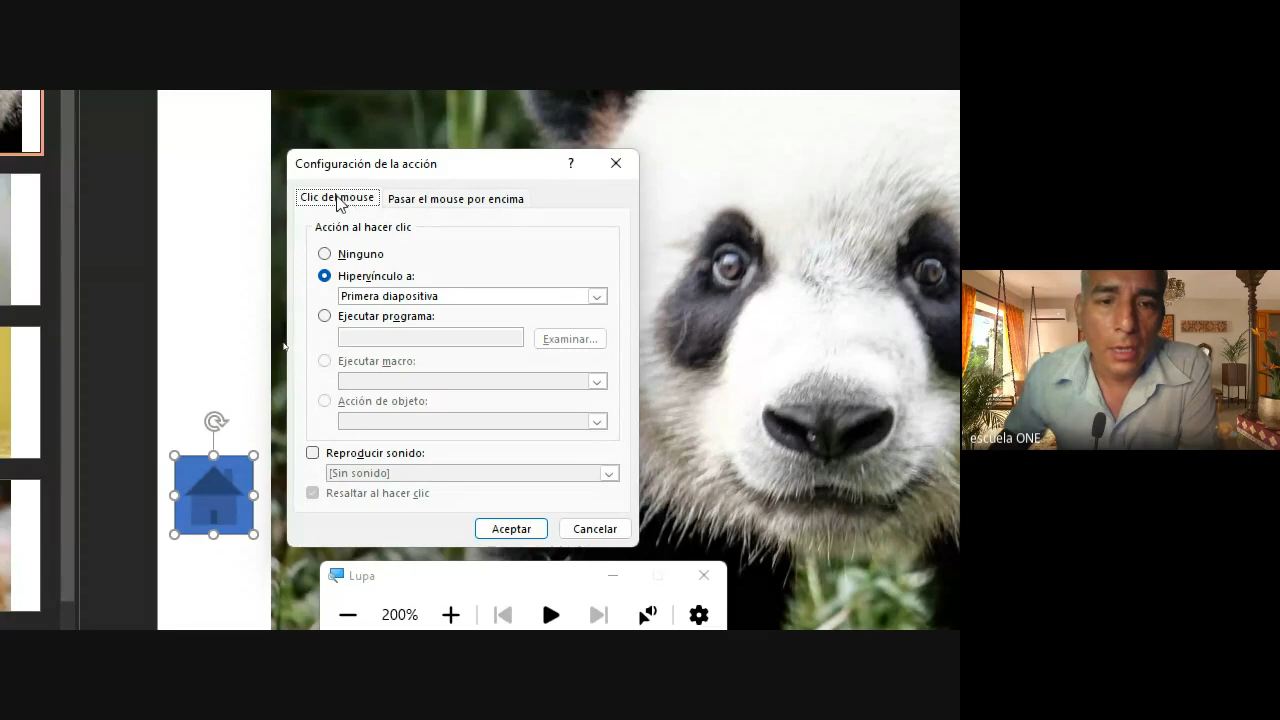 Configuración de la acción
?
Clic del mouse
Pasar el mouse por encima
Acción al hacer clic
Ninguno
Hipervínculo a:
Primera diapositiva
Ejecutar programa:
Examinar...
Ejecutar macro:
Acción de objeto:
Reproducir sonido:
[Sin sonido]
Resaltar al hacer clic
Aceptar
Cancelar
Lupa
200%
escuela ONE